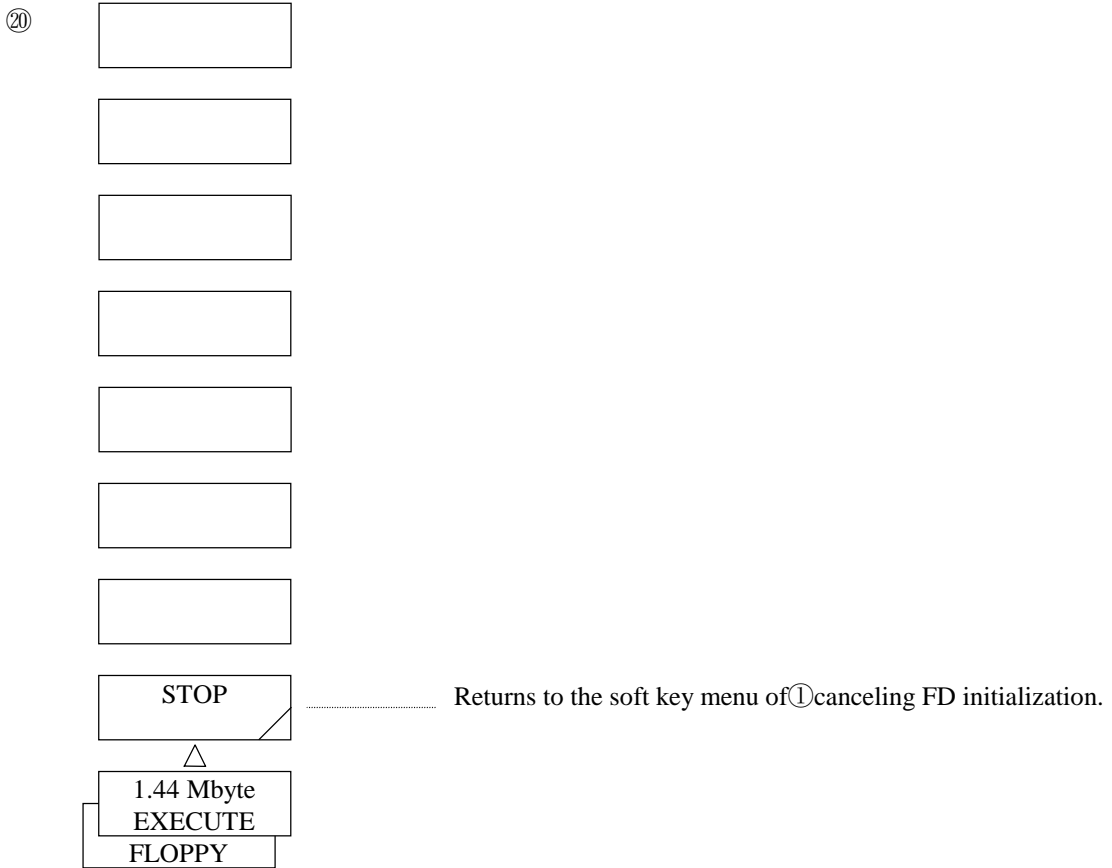 ⑳
STOP
Returns to the soft key menu of①canceling FD initialization.
1.44 Mbyte
EXECUTE
FLOPPY